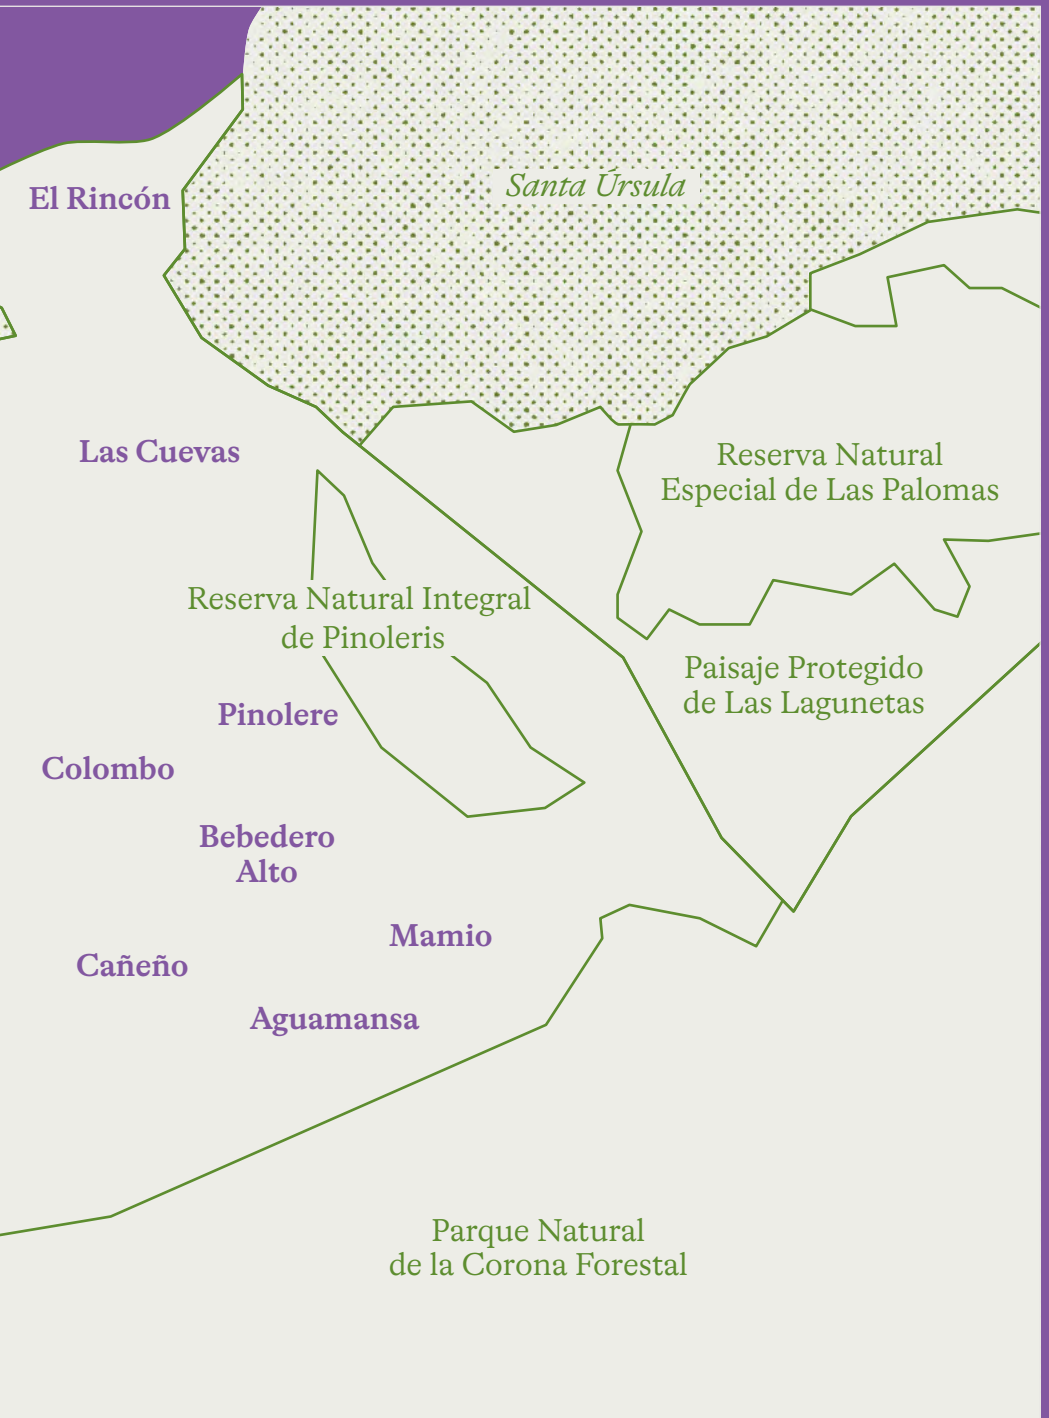 Santa Úrsula
El Rincón
Las Cuevas
Reserva Natural
Especial de Las Palomas
Reserva Natural Integral
de Pinoleris
Paisaje Protegido
de Las Lagunetas
Pinolere
Colombo
Bebedero
Alto
Mamio
Cañeño
Aguamansa
Parque Natural
de la Corona Forestal